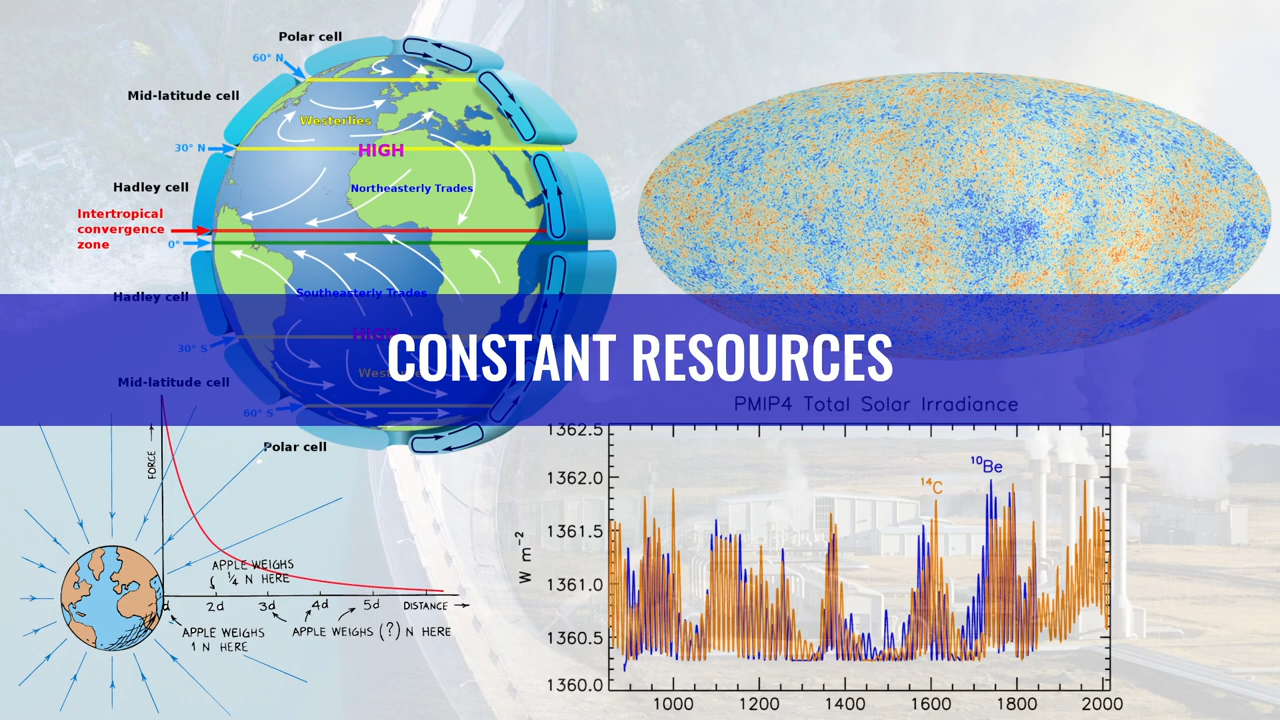 Polar cell
60° N
Mid-latitude cell
Westerlies
30° N
HIGH
Hadley cell
Northeasterly Trades
Intertropical
convergence
zone
0°
Hadley cell
Southeasterly Trades
HIGH
30° S
CONSTANT RESOURCES
Mid-latitude cell
60° S
Polar cell
PMIP4 Total Solar Irradiance
FORCE
APPLE WEIGHS
1/4 N HERE
d 2d 3d 4d 5d DISTANCE
APPLE WEIGHS
1 N HERE
APPLE WEIGHS (?) N HERE
1362.5
1362.0
1361.5
1361.0
1360.5
1360.0
W m⁻²
¹⁴C
¹⁰Be
1000 1200 1400 1600 1800 2000